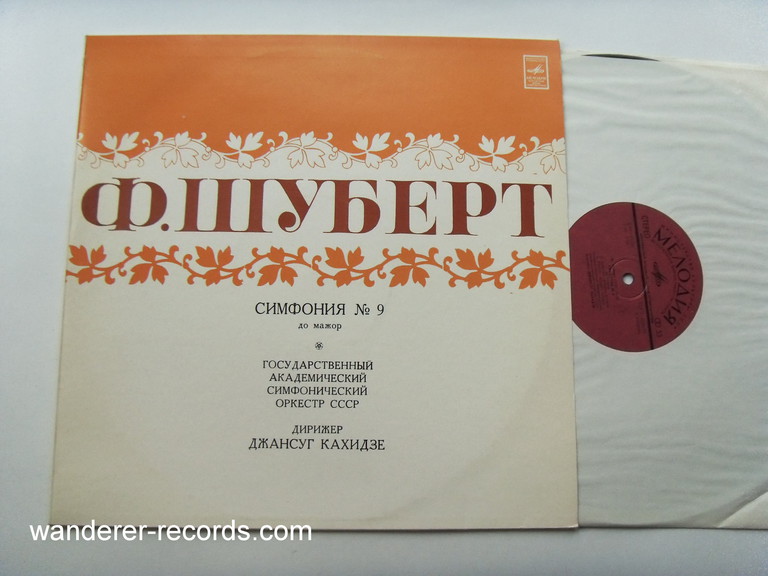 Ф.ШУБЕРТ
СИМФОНИЯ № 9
до мажор
ГОСУДАРСТВЕННЫЙ
АКАДЕМИЧЕСКИЙ
СИМФОНИЧЕСКИЙ
ОРКЕСТР СССР
ДИРИЖЕР
ДЖАНСУГ КАХИДЗЕ
МЕЛОДИЯ
wanderer-records.com